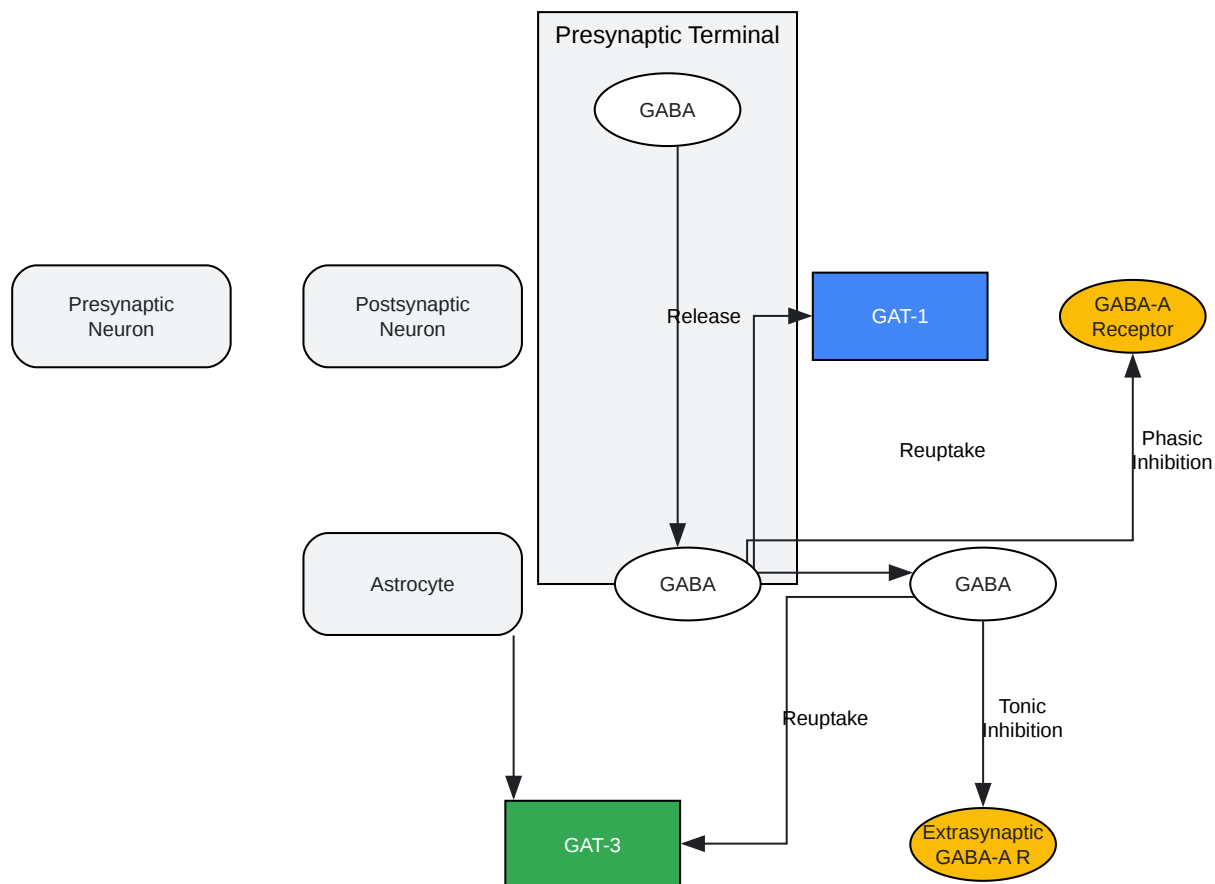 Presynaptic Terminal
GABA
Presynaptic
Neuron
Postsynaptic
Neuron
Release
GAT-1
GABA-A
Receptor
Reuptake
Phasic
Inhibition
Astrocyte
GABA
GABA
Reuptake
Tonic
Inhibition
GAT-3
Extrasynaptic
GABA-A R